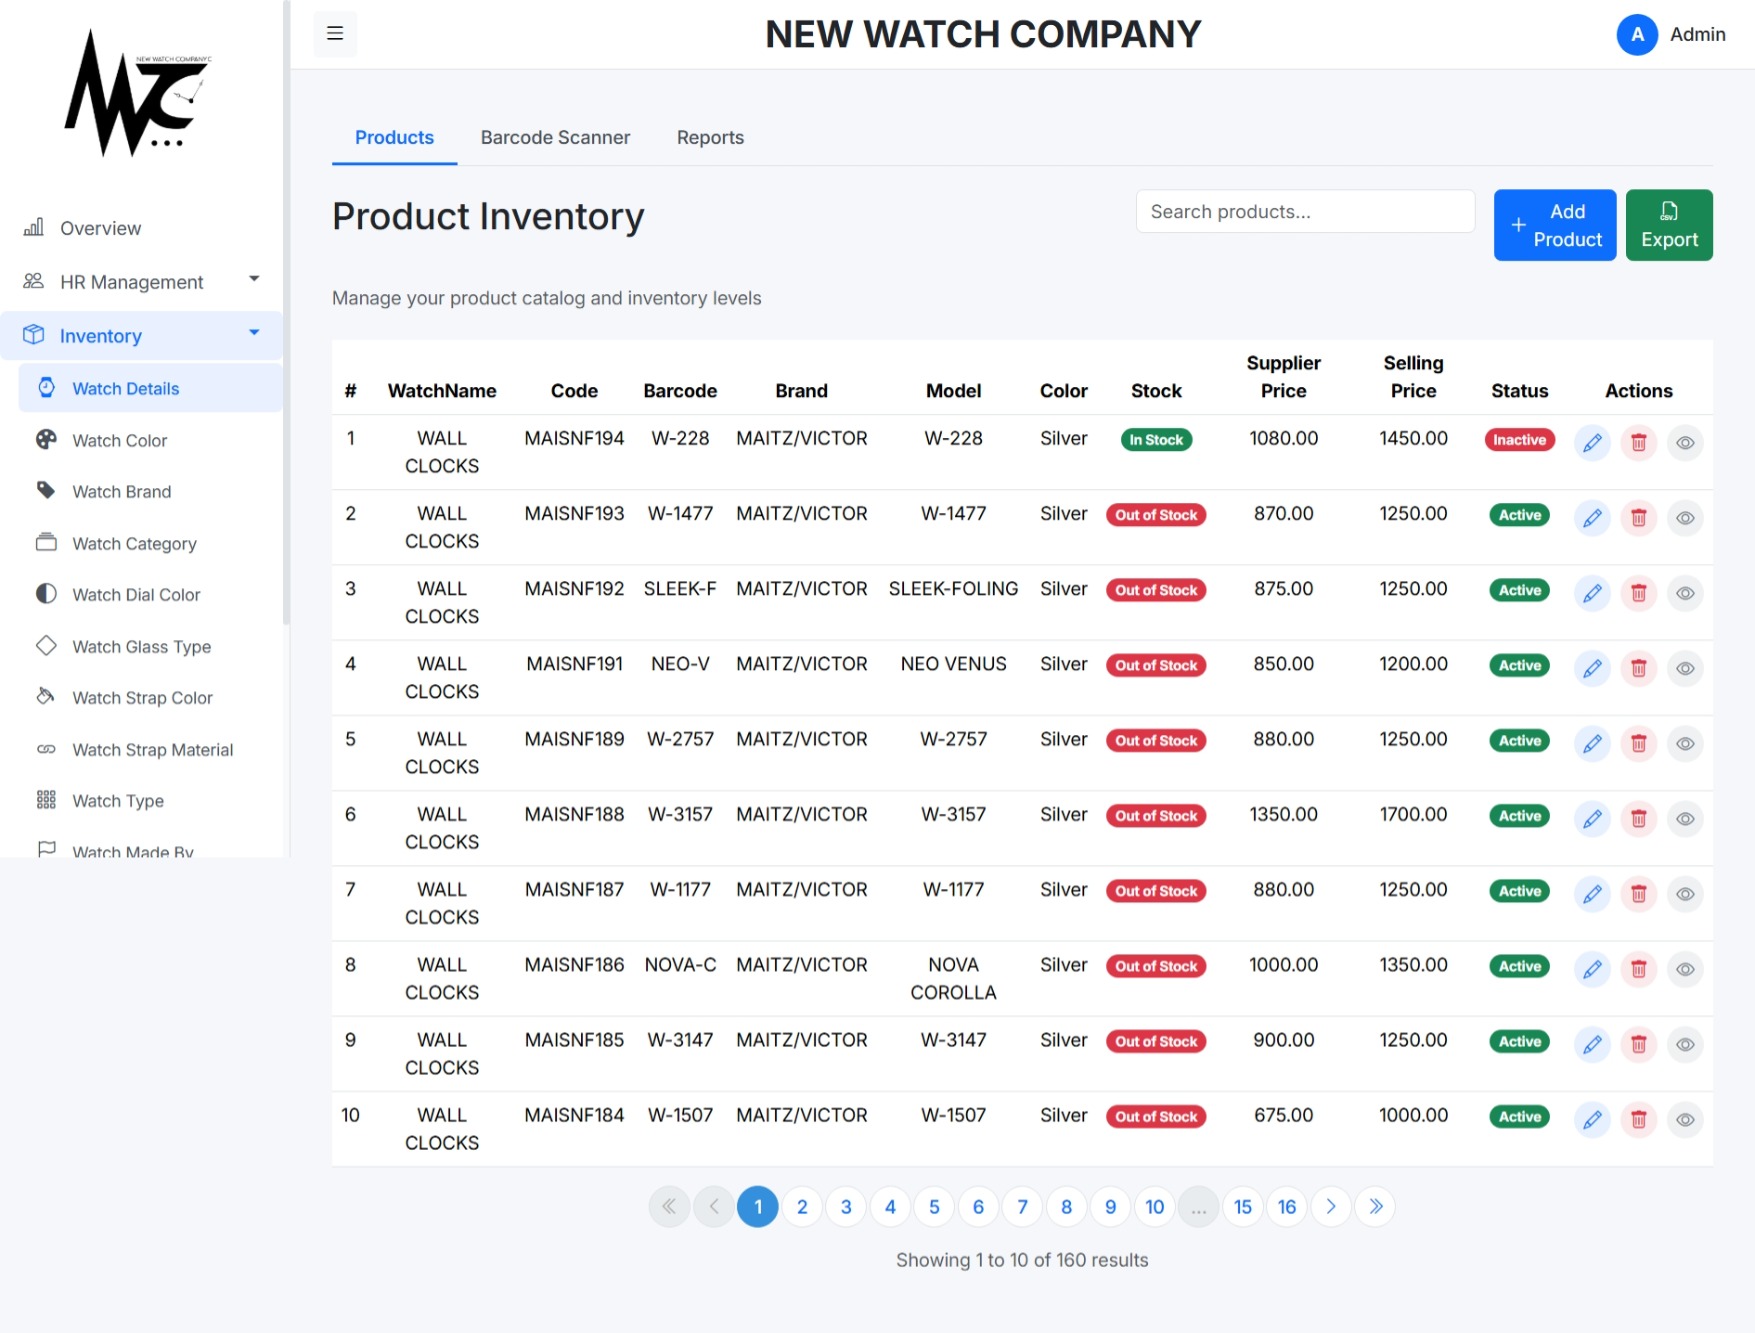 NEW WATCH COMPANY
A Admin
NEW WATCH COMPANYC
Overview
HR Management
Inventory
Watch Details
Watch Color
Watch Brand
Watch Category
Watch Dial Color
Watch Glass Type
Watch Strap Color
Watch Strap Material
Watch Type
Watch Made By
Products Barcode Scanner Reports
Product Inventory
Search products...
+ Add
Product
CSV
Export
Manage your product catalog and inventory levels
# WatchName Code Barcode Brand Model Color Stock Supplier Price Selling Price Status Actions
1 WALL CLOCKS MAISNF194 W-228 MAITZ/VICTOR W-228 Silver In Stock 1080.00 1450.00 Inactive
2 WALL CLOCKS MAISNF193 W-1477 MAITZ/VICTOR W-1477 Silver Out of Stock 870.00 1250.00 Active
3 WALL CLOCKS MAISNF192 SLEEK-F MAITZ/VICTOR SLEEK-FOLING Silver Out of Stock 875.00 1250.00 Active
4 WALL CLOCKS MAISNF191 NEO-V MAITZ/VICTOR NEO VENUS Silver Out of Stock 850.00 1200.00 Active
5 WALL CLOCKS MAISNF189 W-2757 MAITZ/VICTOR W-2757 Silver Out of Stock 880.00 1250.00 Active
6 WALL CLOCKS MAISNF188 W-3157 MAITZ/VICTOR W-3157 Silver Out of Stock 1350.00 1700.00 Active
7 WALL CLOCKS MAISNF187 W-1177 MAITZ/VICTOR W-1177 Silver Out of Stock 880.00 1250.00 Active
8 WALL CLOCKS MAISNF186 NOVA-C MAITZ/VICTOR NOVA COROLLA Silver Out of Stock 1000.00 1350.00 Active
9 WALL CLOCKS MAISNF185 W-3147 MAITZ/VICTOR W-3147 Silver Out of Stock 900.00 1250.00 Active
10 WALL CLOCKS MAISNF184 W-1507 MAITZ/VICTOR W-1507 Silver Out of Stock 675.00 1000.00 Active
« ‹ 1 2 3 4 5 6 7 8 9 10 ... 15 16 › »
Showing 1 to 10 of 160 results